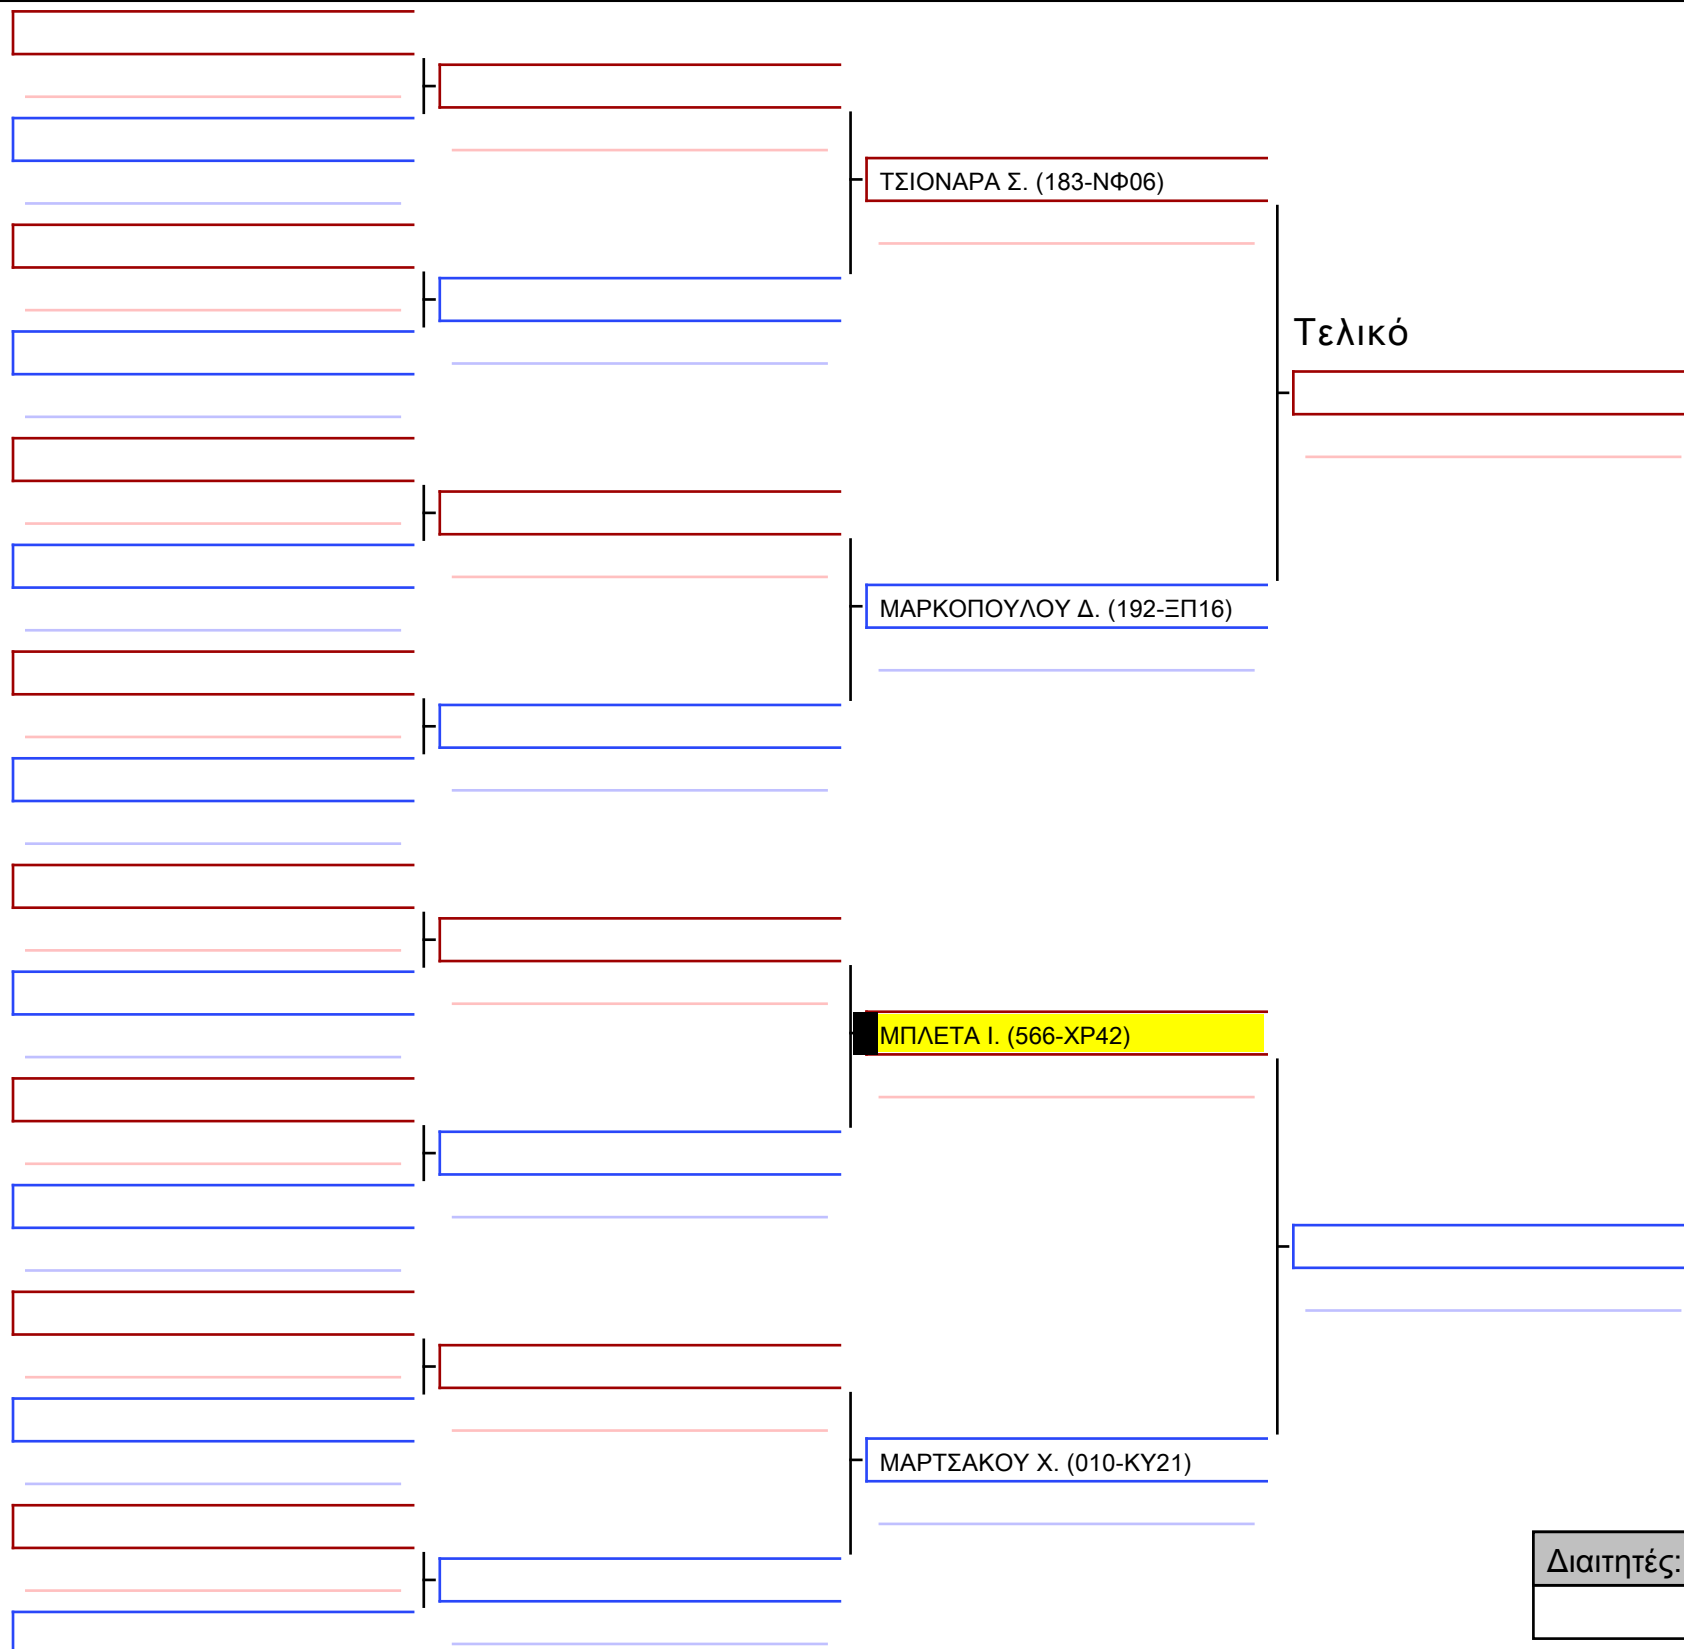 ΤΣΙΟΝΑΡΑ Σ. (183-ΝΦ06)
Τελικό
ΜΑΡΚΟΠΟΥΛΟΥ Δ. (192-ΞΠ16)
ΜΠΛΕΤΑ Ι. (566-ΧΡ42)
ΜΑΡΤΣΑΚΟΥ Χ. (010-ΚΥ21)
Διαιτητές: